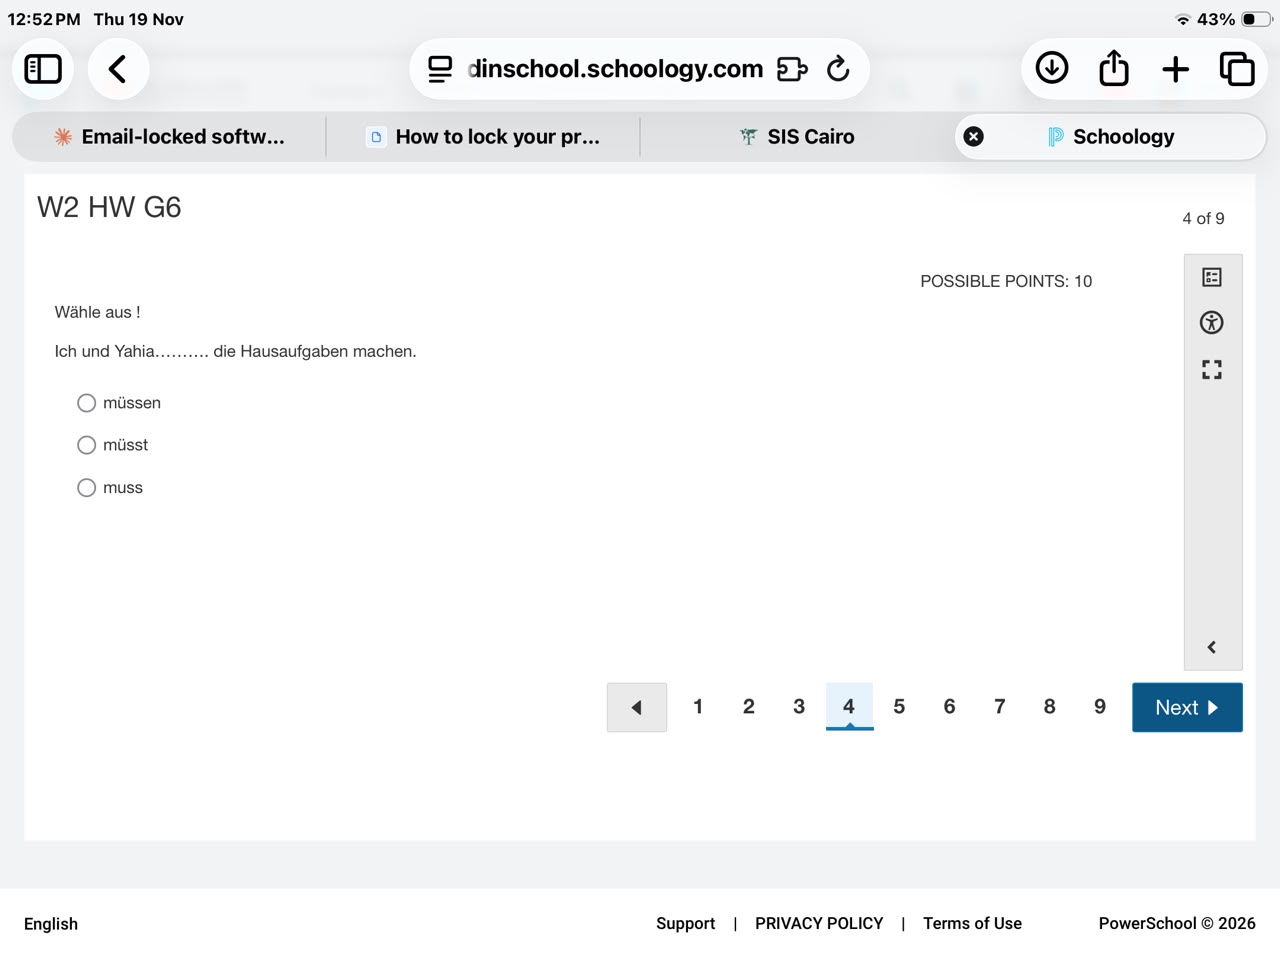 12:52 PM Thu 19 Nov
43%
dinschool.schoology.com
Email-locked softw...
How to lock your pr...
SIS Cairo
Schoology
W2 HW G6
4 of 9
POSSIBLE POINTS: 10
Wähle aus !
Ich und Yahia.......... die Hausaufgaben machen.
müssen
müsst
muss
1 2 3 4 5 6 7 8 9 Next
English
Support | PRIVACY POLICY | Terms of Use
PowerSchool © 2026